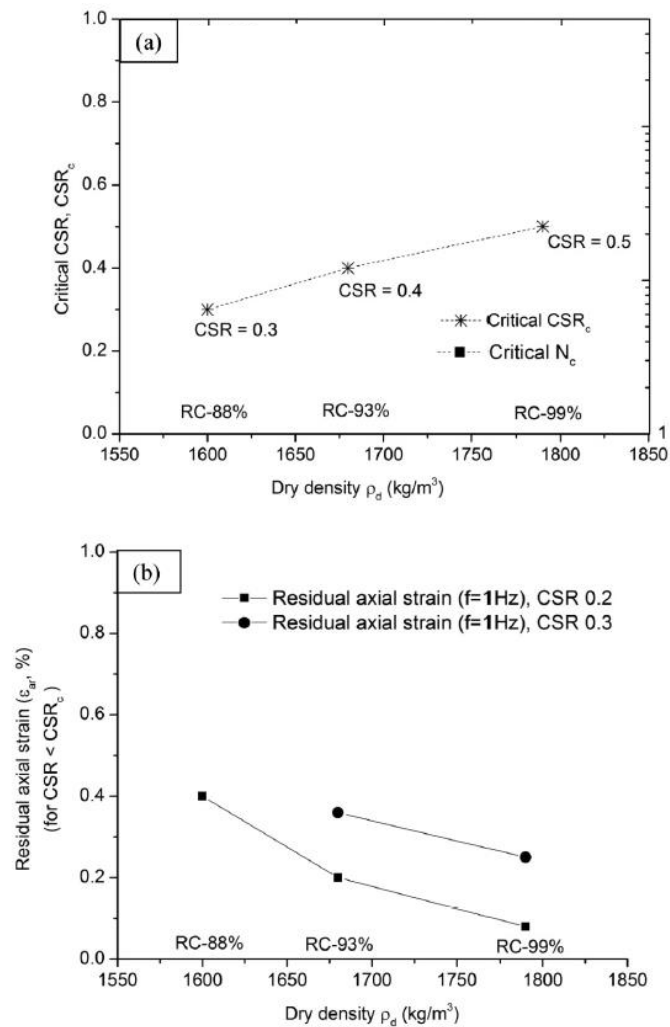 (a)
1.0
0.8
0.6
0.4
0.2
0.0
Critical CSR, CSRc
CSR = 0.3
CSR = 0.4
CSR = 0.5
Critical CSRc
Critical Nc
RC-88%
RC-93%
RC-99%
1
1550
1600
1650
1700
1750
1800
1850
Dry density ρd (kg/m³)
(b)
1.0
0.8
0.6
0.4
0.2
0.0
Residual axial strain (εar, %)
(for CSR < CSRc)
Residual axial strain (f=1Hz), CSR 0.2
Residual axial strain (f=1Hz), CSR 0.3
RC-88%
RC-93%
RC-99%
1550
1600
1650
1700
1750
1800
1850
Dry density ρd (kg/m³)